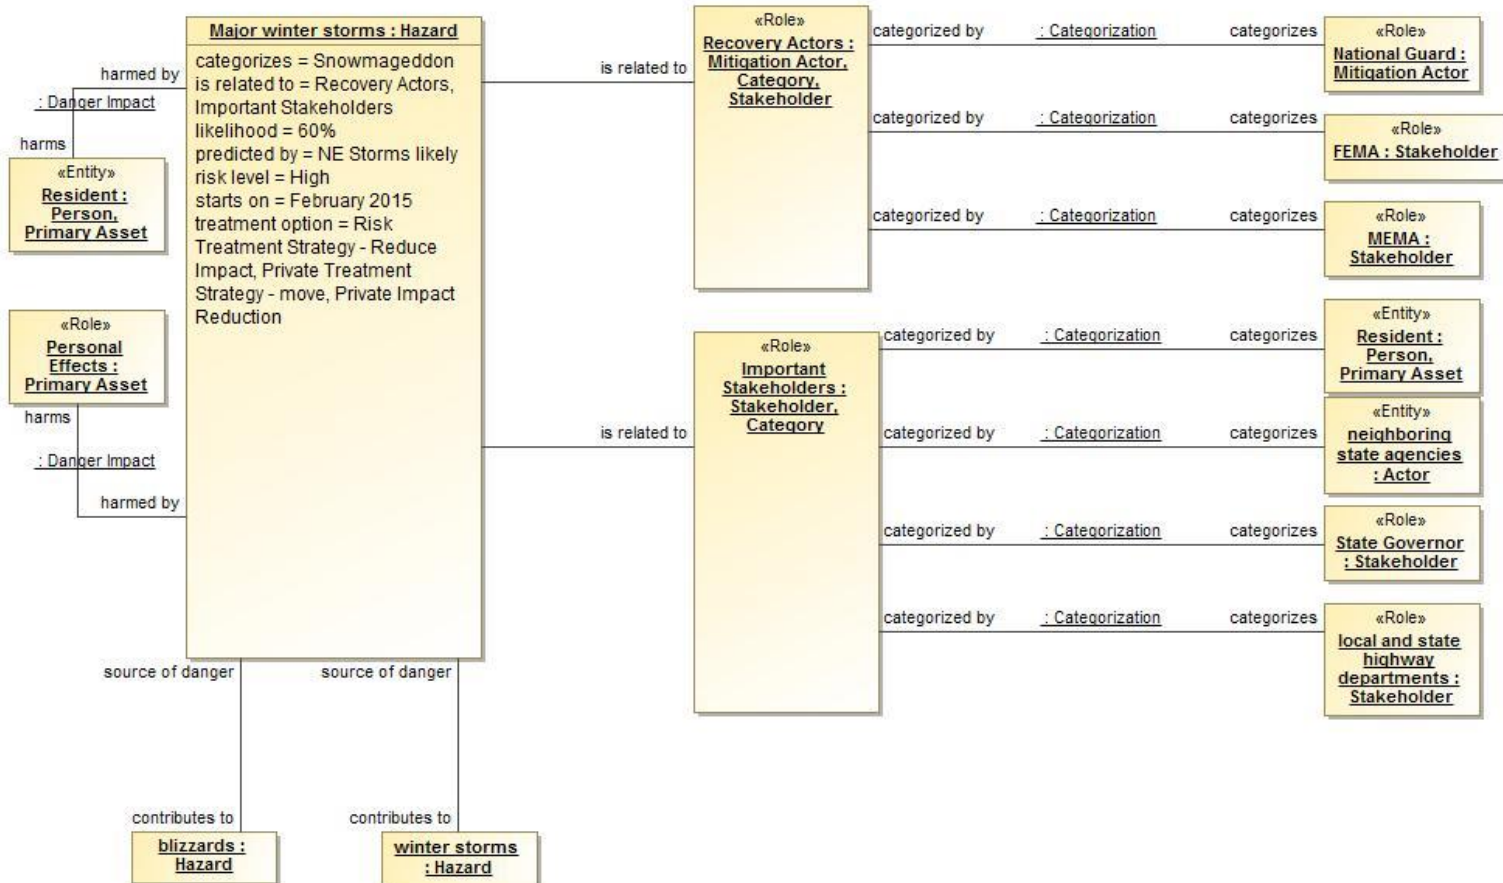 Major winter storms : Hazard
categorizes = Snowmageddon
is related to = Recovery Actors,
Important Stakeholders
likelihood = 60%
predicted by = NE Storms likely
risk level = High
starts on = February 2015
treatment option = Risk
Treatment Strategy - Reduce
Impact, Private Treatment
Strategy - move, Private Impact
Reduction
harmed by
: Danger Impact
harms
«Entity»
Resident :
Person,
Primary Asset
«Role»
Personal
Effects :
Primary Asset
harms
: Danger Impact
harmed by
source of danger
source of danger
contributes to
contributes to
blizzards :
Hazard
winter storms
: Hazard
is related to
«Role»
Recovery Actors :
Mitigation Actor,
Category,
Stakeholder
categorized by
: Categorization
categorizes
«Role»
National Guard :
Mitigation Actor
categorized by
: Categorization
categorizes
«Role»
FEMA : Stakeholder
categorized by
: Categorization
categorizes
«Role»
MEMA :
Stakeholder
is related to
«Role»
Important
Stakeholders :
Stakeholder,
Category
categorized by
: Categorization
categorizes
«Entity»
Resident :
Person,
Primary Asset
categorized by
: Categorization
categorizes
«Entity»
neighboring
state agencies
: Actor
categorized by
: Categorization
categorizes
«Role»
State Governor
: Stakeholder
categorized by
: Categorization
categorizes
«Role»
local and state
highway
departments :
Stakeholder